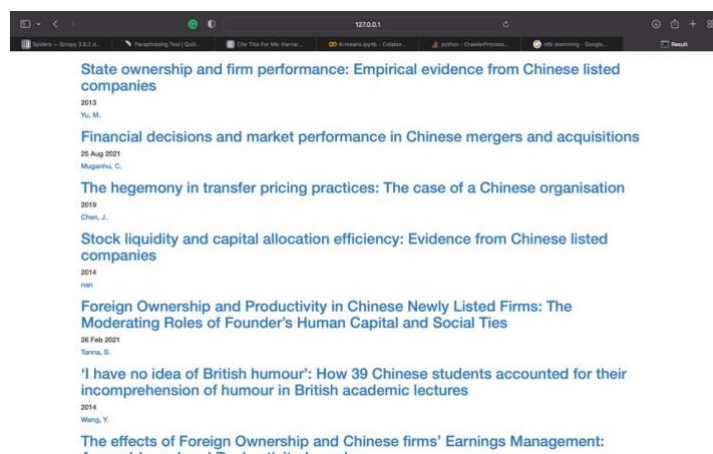 127.0.0.1
Spiders — Scrapy 2.6.2 d...
Paraphrasing Tool | Quill...
Cite This For Me: Harvar...
K-means.ipynb - Colabor...
python - CrawlerProcess...
nltk stemming - Google...
Result
State ownership and firm performance: Empirical evidence from Chinese listed
companies
2013
Yu, M.
Financial decisions and market performance in Chinese mergers and acquisitions
25 Aug 2021
Muganhu, C.
The hegemony in transfer pricing practices: The case of a Chinese organisation
2019
Chen, J.
Stock liquidity and capital allocation efficiency: Evidence from Chinese listed
companies
2014
nan
Foreign Ownership and Productivity in Chinese Newly Listed Firms: The
Moderating Roles of Founder's Human Capital and Social Ties
26 Feb 2021
Tanna, S.
'I have no idea of British humour': How 39 Chinese students accounted for their
incomprehension of humour in British academic lectures
2014
Wang, Y.
The effects of Foreign Ownership and Chinese firms' Earnings Management: